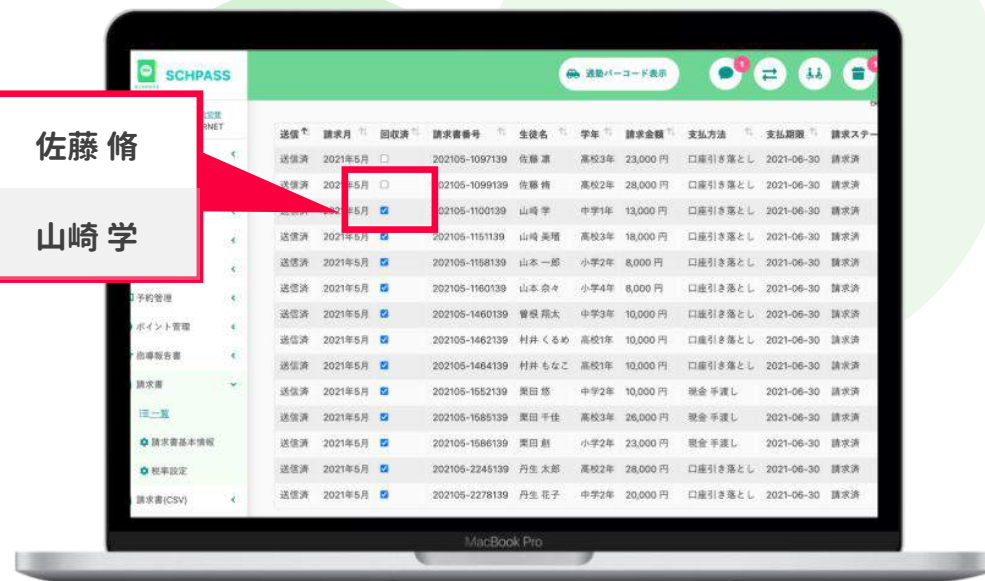 SCHPASS
通塾バーコード表示
1
1
RNET
佐藤 脩
山崎 学
予約管理
ポイント管理
指導報告書
請求書
一覧
請求書基本情報
税率設定
請求書(CSV)
送信 請求月 回収済 請求書番号 生徒名 学年 請求金額 支払方法 支払期限 請求ステー
送信済 2021年5月 202105-1097139 佐藤 凛 高校3年 23,000 円 口座引き落とし 2021-06-30 請求済
送信済 2021年5月 202105-1099139 佐藤 脩 高校2年 28,000 円 口座引き落とし 2021-06-30 請求済
2021年5月 202105-1100139 山崎 学 中学1年 13,000 円 口座引き落とし 2021-06-30 請求済
送信済 2021年5月 202105-1151139 山崎 美晴 高校3年 18,000 円 口座引き落とし 2021-06-30 請求済
送信済 2021年5月 202105-1158139 山本 一郎 小学2年 8,000 円 口座引き落とし 2021-06-30 請求済
送信済 2021年5月 202105-1160139 山本 奈々 小学4年 8,000 円 口座引き落とし 2021-06-30 請求済
送信済 2021年5月 202105-1460139 曽根 翔太 中学3年 10,000 円 口座引き落とし 2021-06-30 請求済
送信済 2021年5月 202105-1462139 村井 くるめ 高校1年 10,000 円 口座引き落とし 2021-06-30 請求済
送信済 2021年5月 202105-1464139 村井 もなこ 高校1年 10,000 円 口座引き落とし 2021-06-30 請求済
送信済 2021年5月 202105-1552139 栗田 悠 中学2年 10,000 円 現金 手渡し 2021-06-30 請求済
送信済 2021年5月 202105-1585139 栗田 千佳 高校3年 26,000 円 現金 手渡し 2021-06-30 請求済
送信済 2021年5月 202105-1586139 栗田 創 小学2年 23,000 円 現金 手渡し 2021-06-30 請求済
送信済 2021年5月 202105-2245139 丹生 太郎 高校2年 28,000 円 口座引き落とし 2021-06-30 請求済
送信済 2021年5月 202105-2278139 丹生 花子 中学2年 20,000 円 口座引き落とし 2021-06-30 請求済
MacBook Pro